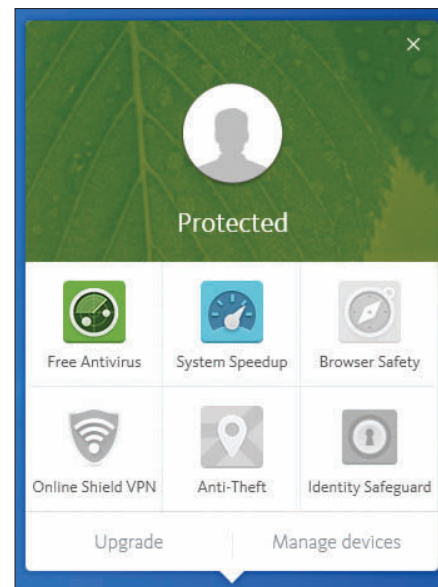 Protected
Free Antivirus
System Speedup
Browser Safety
Online Shield VPN
Anti-Theft
Identity Safeguard
Upgrade
Manage devices